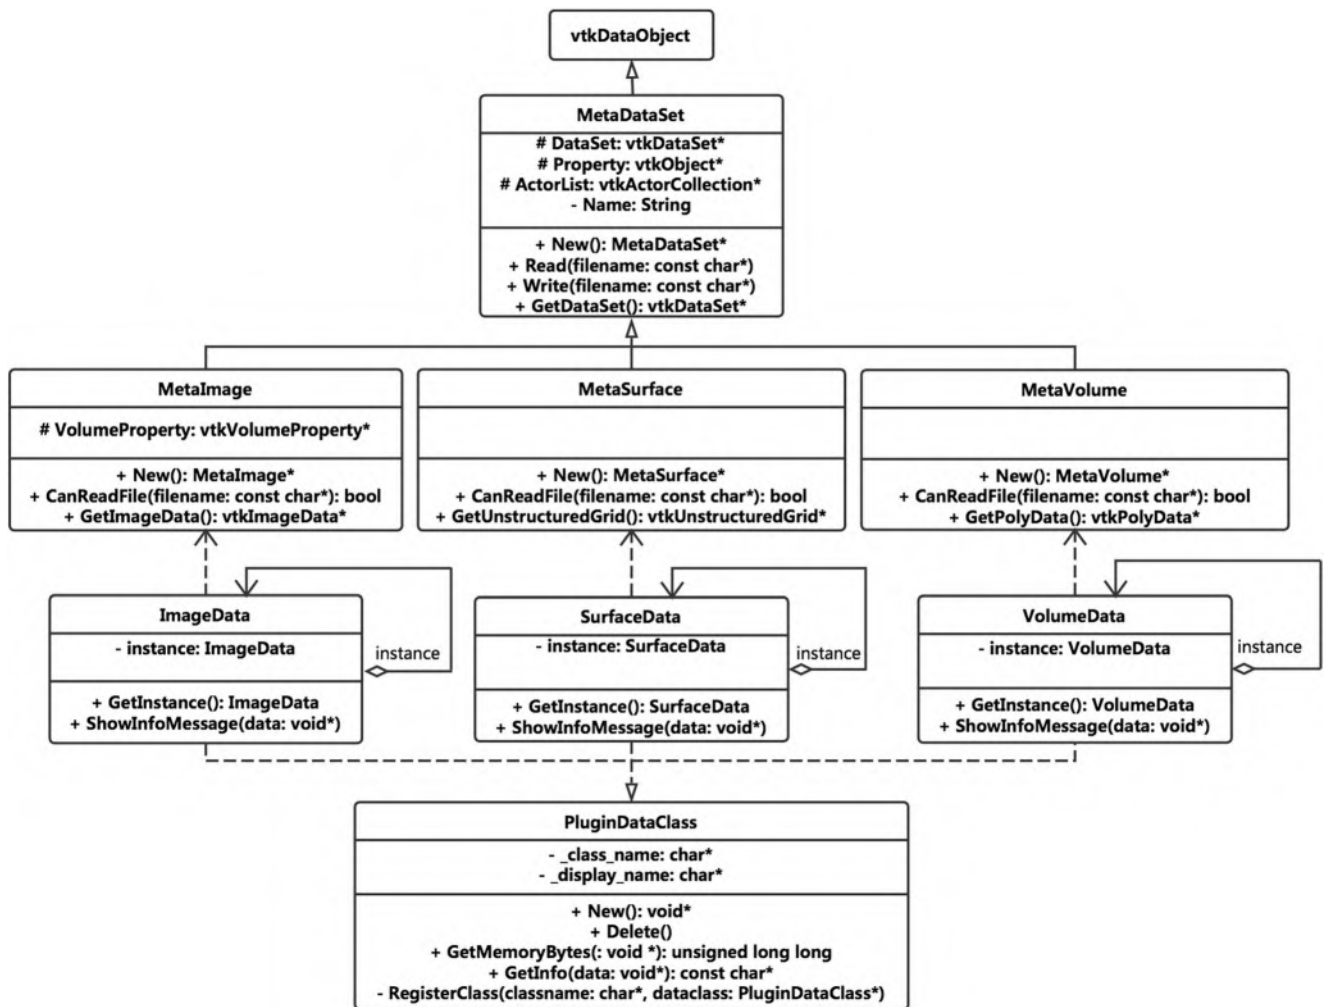 vtkDataObject
MetaDataSet
# DataSet: vtkDataSet*
# Property: vtkObject*
# ActorList: vtkActorCollection*
- Name: String
+ New(): MetaDataSet*
+ Read(filename: const char*)
+ Write(filename: const char*)
+ GetDataSet(): vtkDataSet*
MetaImage
# VolumeProperty: vtkVolumeProperty*
+ New(): MetaImage*
+ CanReadFile(filename: const char*): bool
+ GetImageData(): vtkImageData*
MetaSurface
+ New(): MetaSurface*
+ CanReadFile(filename: const char*): bool
+ GetUnstructuredGrid(): vtkUnstructuredGrid*
MetaVolume
+ New(): MetaVolume*
+ CanReadFile(filename: const char*): bool
+ GetPolyData(): vtkPolyData*
ImageData
- instance: ImageData
+ GetInstance(): ImageData
+ ShowInfoMessage(data: void*)
instance
SurfaceData
- instance: SurfaceData
+ GetInstance(): SurfaceData
+ ShowInfoMessage(data: void*)
instance
VolumeData
- instance: VolumeData
+ GetInstance(): VolumeData
+ ShowInfoMessage(data: void*)
instance
PluginDataClass
- _class_name: char*
- _display_name: char*
+ New(): void*
+ Delete()
+ GetMemoryBytes(: void *): unsigned long long
+ GetInfo(data: void*): const char*
- RegisterClass(classname: char*, dataclass: PluginDataClass*)